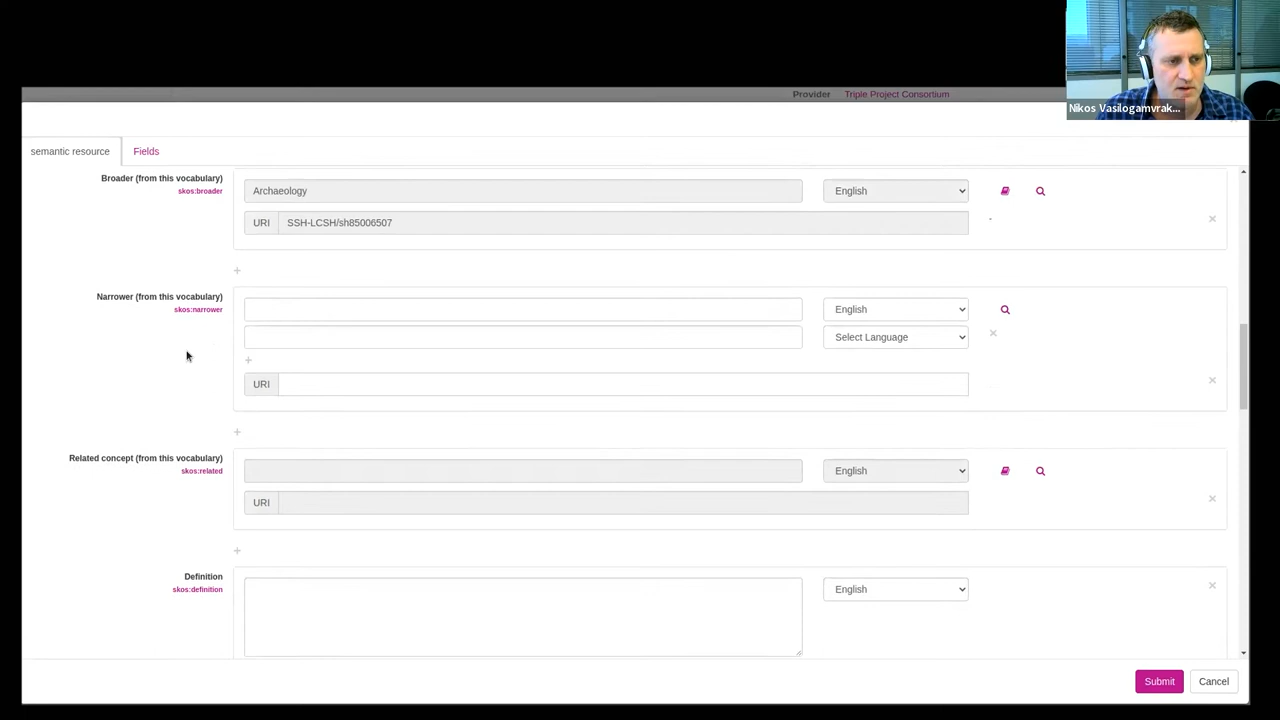 Provider Triple Project Consortium
Nikos Vasilogamvrak...
semantic resource Fields
Broader (from this vocabulary)
skos:broader
Archaeology English
URI SSH-LCSH/sh85006507
Narrower (from this vocabulary)
skos:narrower
English
Select Language
URI
Related concept (from this vocabulary)
skos:related
English
URI
Definition
skos:definition
English
Submit Cancel